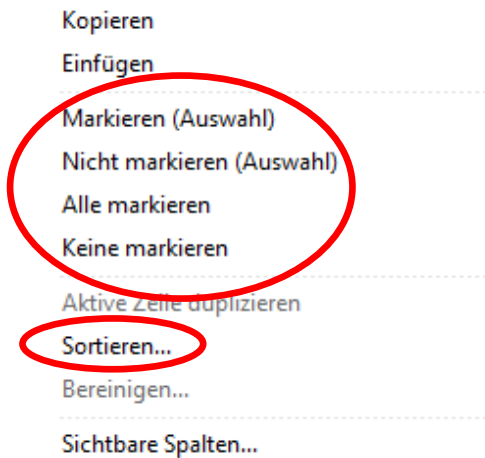 Kopieren
Einfügen
Markieren (Auswahl)
Nicht markieren (Auswahl)
Alle markieren
Keine markieren
Aktive Zeile duplizieren
Sortieren...
Bereinigen...
Sichtbare Spalten...